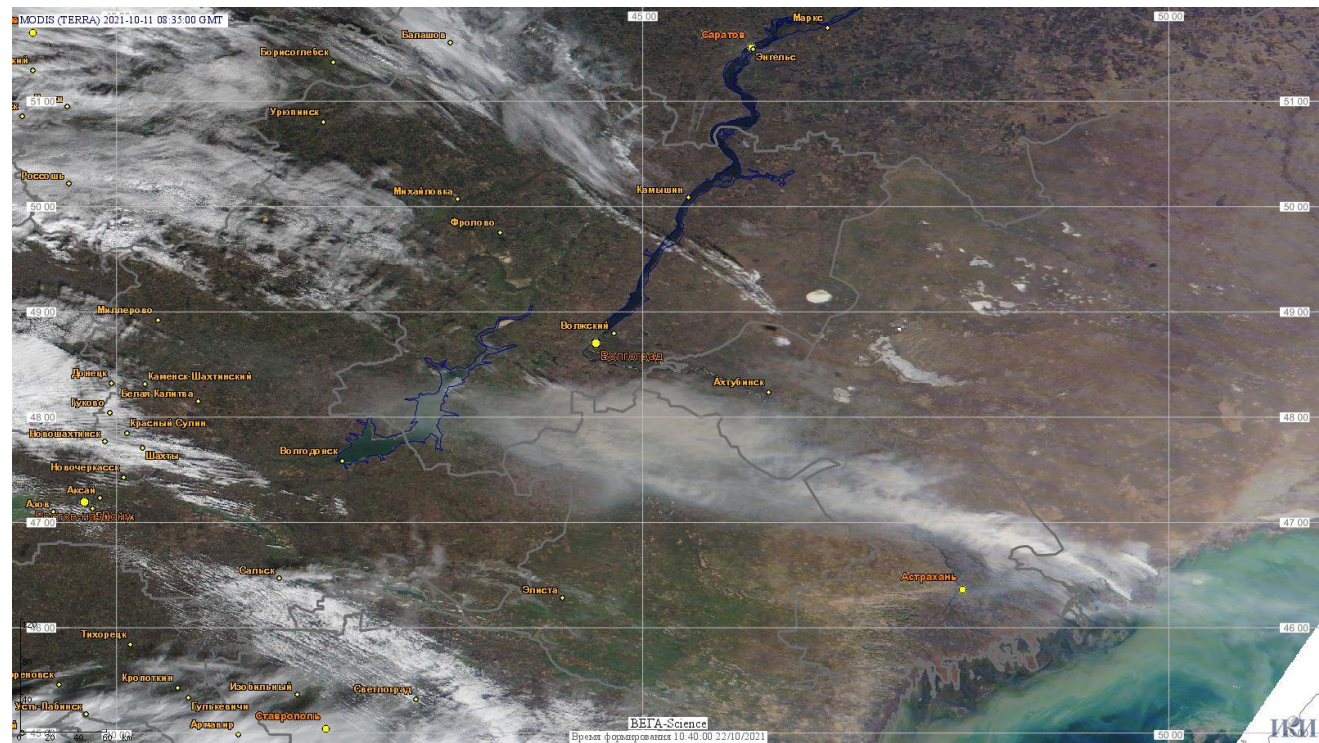 MODIS (TERRA) 2021-10-11 08:35:00 GMT
45 00
50 00
Маркс
Балашов
Саратов
Борисоглебск
Энгельс
51 00
51 00
Урюпинск
Россошь
Михайловка
Камышин
50 00
50 00
Фролово
Миллерово
49 00
49 00
Волжский
Волгоград
Донецк
Каменск-Шахтинский
Ахтубинск
Белая Калитва
Гуково
48 00
48 00
Красный Сулин
Новошахтинск
Шахты
Волгодонск
Новочеркасск
Аксай
Азов
47 00
47 00
Сальск
Астрахань
Элиста
46 00
46 00
Тихорецк
Кропоткин
Изобильный
Светлоград
Усть-Лабинск
Гулькевичи
Ставрополь
Армавир
ВЕГА-Science
50 00
ИКИ
Время формирования 10:40:00 22/10/2021